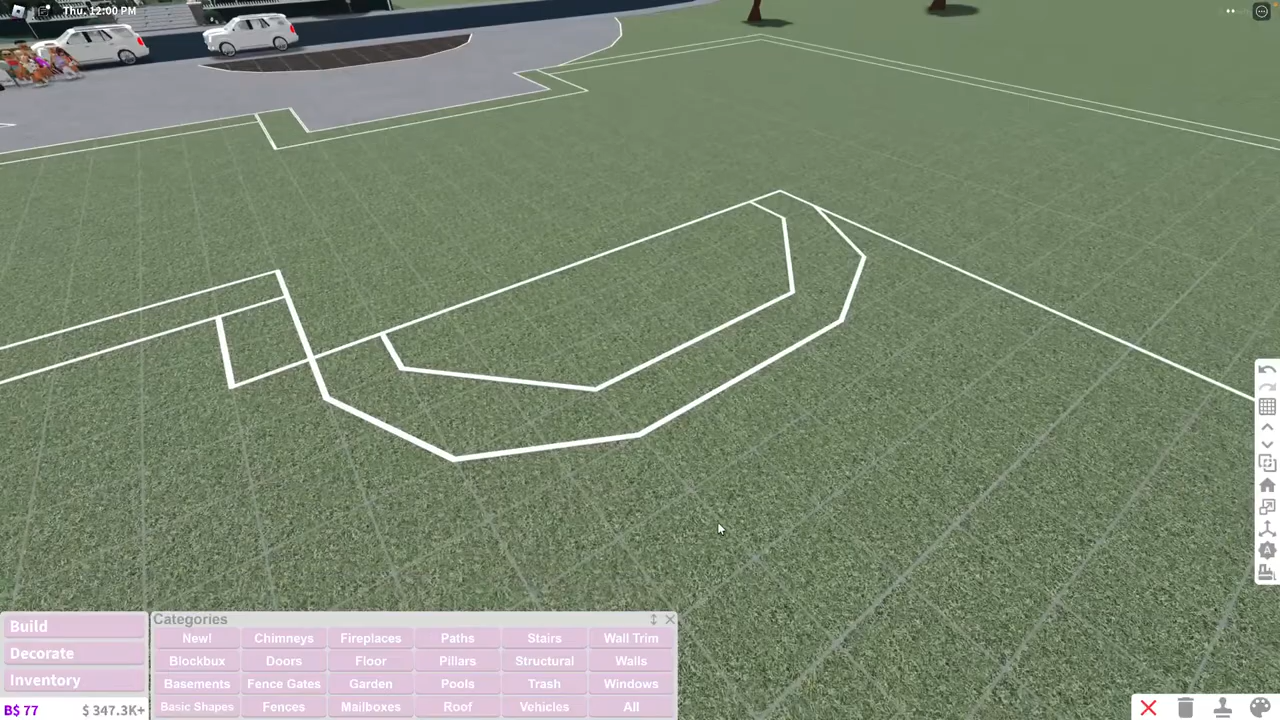 Thu. 12:00 PM
Build
Decorate
Inventory
B$ 77
$ 347.3K+
Categories
New! Chimneys Fireplaces Paths Stairs Wall Trim
Blockbux Doors Floor Pillars Structural Walls
Basements Fence Gates Garden Pools Trash Windows
Basic Shapes Fences Mailboxes Roof Vehicles All
A